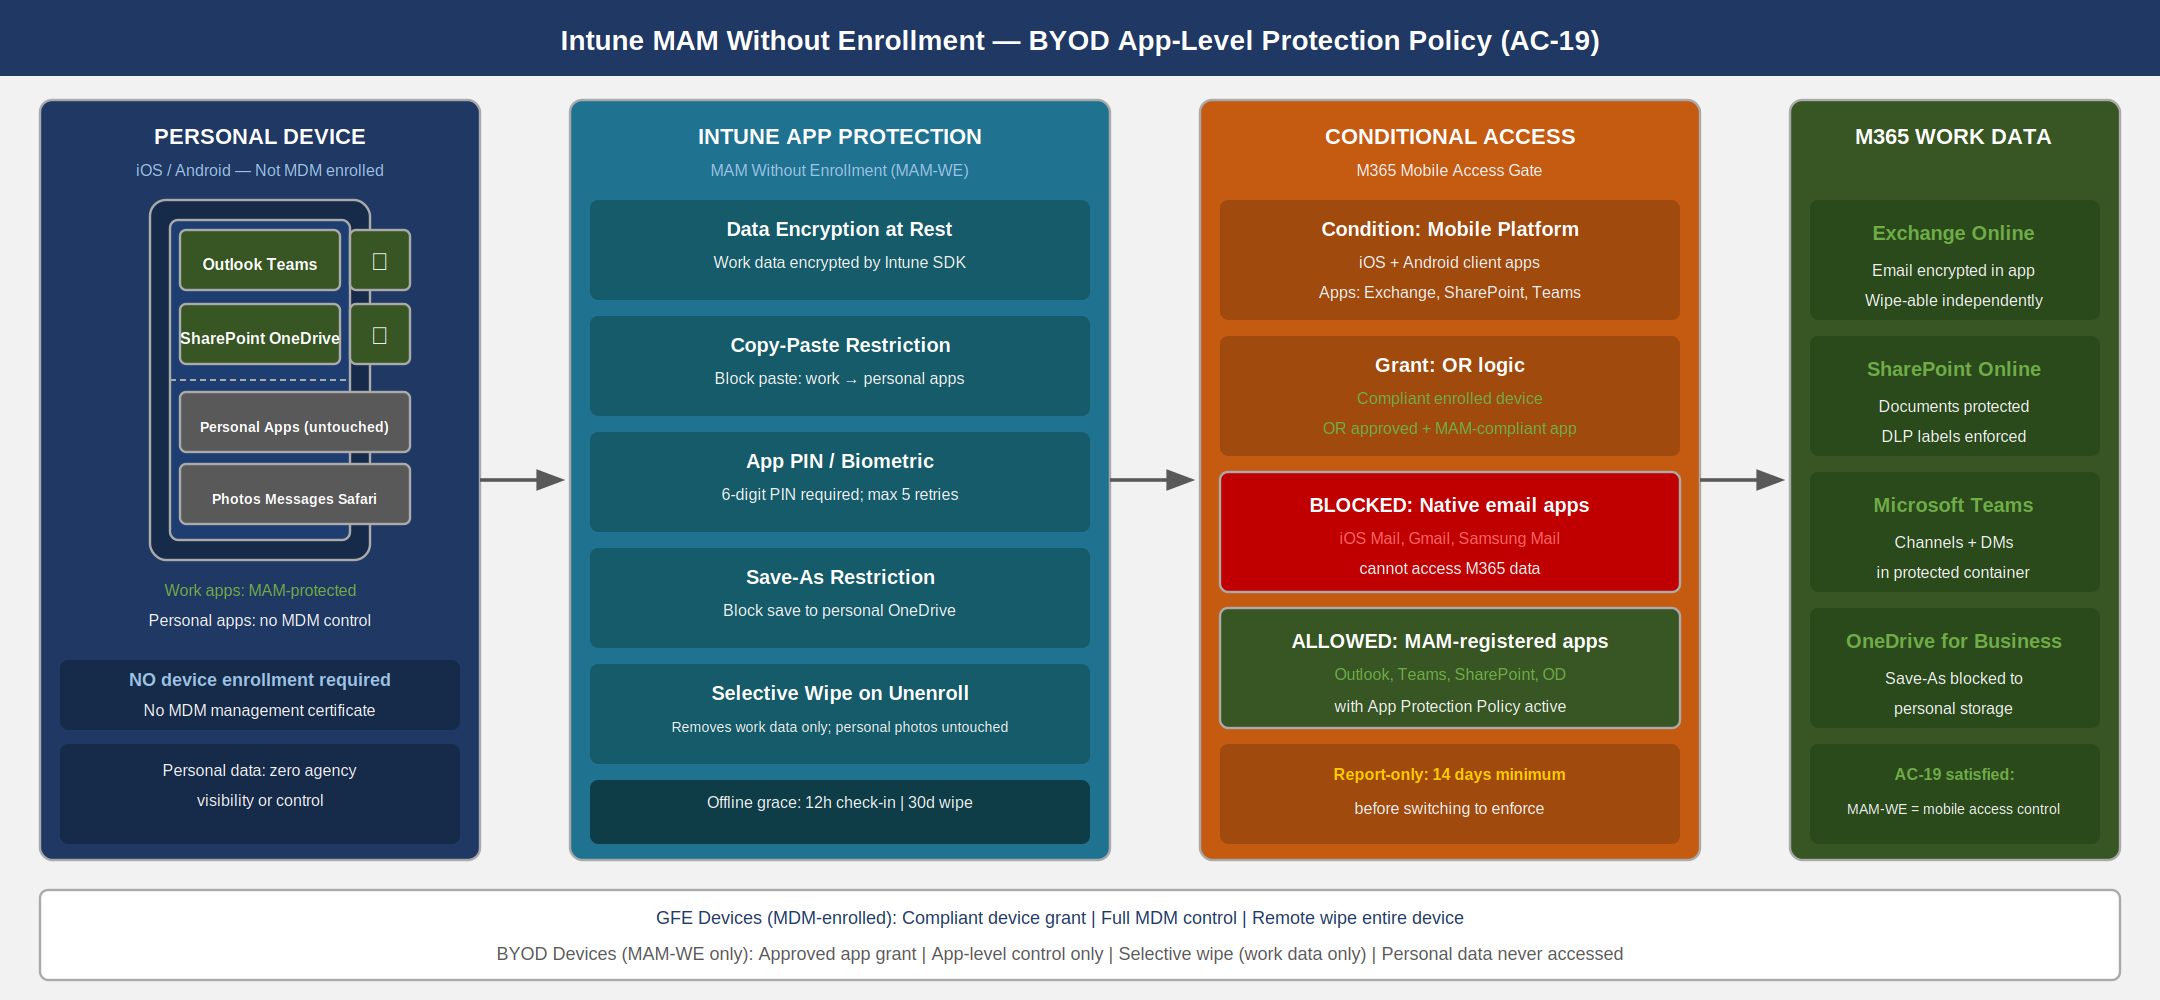 Intune MAM Without Enrollment — BYOD App-Level Protection Policy (AC-19)
PERSONAL DEVICE
iOS / Android — Not MDM enrolled
Outlook Teams
SharePoint OneDrive
Personal Apps (untouched)
Photos Messages Safari
Work apps: MAM-protected
Personal apps: no MDM control
NO device enrollment required
No MDM management certificate
Personal data: zero agency
visibility or control
INTUNE APP PROTECTION
MAM Without Enrollment (MAM-WE)
Data Encryption at Rest
Work data encrypted by Intune SDK
Copy-Paste Restriction
Block paste: work → personal apps
App PIN / Biometric
6-digit PIN required; max 5 retries
Save-As Restriction
Block save to personal OneDrive
Selective Wipe on Unenroll
Removes work data only; personal photos untouched
Offline grace: 12h check-in | 30d wipe
CONDITIONAL ACCESS
M365 Mobile Access Gate
Condition: Mobile Platform
iOS + Android client apps
Apps: Exchange, SharePoint, Teams
Grant: OR logic
Compliant enrolled device
OR approved + MAM-compliant app
BLOCKED: Native email apps
iOS Mail, Gmail, Samsung Mail
cannot access M365 data
ALLOWED: MAM-registered apps
Outlook, Teams, SharePoint, OD
with App Protection Policy active
Report-only: 14 days minimum
before switching to enforce
M365 WORK DATA
Exchange Online
Email encrypted in app
Wipe-able independently
SharePoint Online
Documents protected
DLP labels enforced
Microsoft Teams
Channels + DMs
in protected container
OneDrive for Business
Save-As blocked to
personal storage
AC-19 satisfied:
MAM-WE = mobile access control
GFE Devices (MDM-enrolled): Compliant device grant | Full MDM control | Remote wipe entire device
BYOD Devices (MAM-WE only): Approved app grant | App-level control only | Selective wipe (work data only) | Personal data never accessed